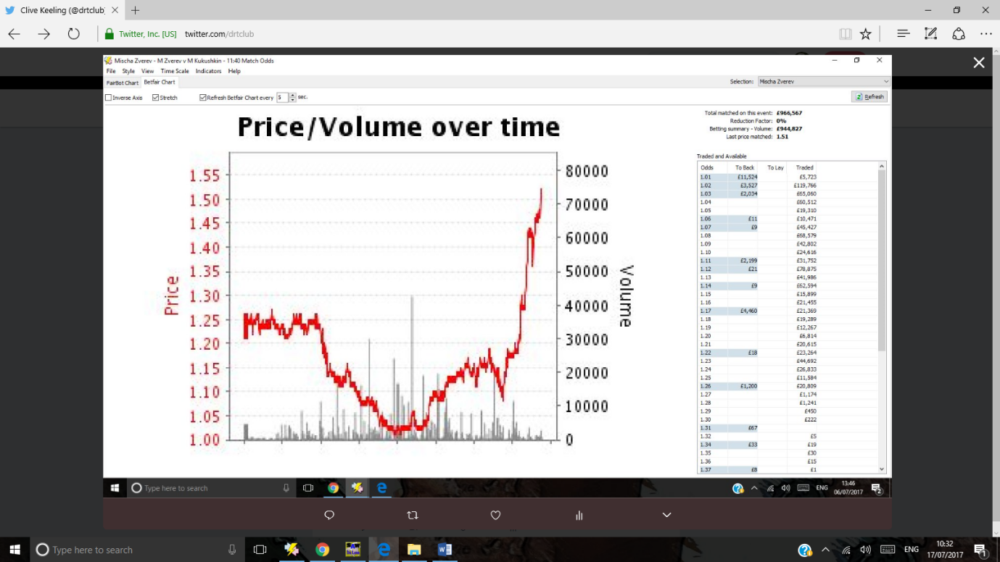 Clive Keeling (@drtclub)
Twitter, Inc. [US] twitter.com/drtclub
Mischa Zverev - M Zverev v M Kukushkin - 11:40 Match Odds
File Style View Time Scale Indicators Help
FairBot Chart Betfair Chart Selection: Mischa Zverev
Inverse Axis Stretch Refresh Betfair Chart every 5 sec. Refresh
Price/Volume over time
Total matched on this event: £966,567
Reduction Factor: 0%
Betting summary - Volume: £944,827
Last price matched: 1.51
Price
1.55
1.50
1.45
1.40
1.35
1.30
1.25
1.20
1.15
1.10
1.05
1.00
80000
70000
60000
50000
40000
30000
20000
10000
0
Volume
Traded and Available
Odds To Back To Lay Traded
1.01 £11,524 £5,723
1.02 £3,527 £119,766
1.03 £2,034 £65,060
1.04 £60,512
1.05 £19,310
1.06 £11 £10,471
1.07 £9 £45,427
1.08 £68,579
1.09 £42,802
1.10 £24,616
1.11 £2,199 £31,752
1.12 £21 £78,875
1.13 £41,986
1.14 £9 £62,594
1.15 £15,899
1.16 £21,455
1.17 £4,460 £21,369
1.18 £19,289
1.19 £12,267
1.20 £6,814
1.21 £20,615
1.22 £18 £23,264
1.23 £44,692
1.24 £26,833
1.25 £11,584
1.26 £1,200 £20,809
1.27 £1,174
1.28 £1,241
1.29 £450
1.30 £222
1.31 £67
1.32 £5
1.34 £33 £19
1.35 £30
1.36 £15
1.37 £8 £1
Type here to search ENG 13:46
06/07/2017 2
Type here to search ENG 10:32
17/07/2017 1